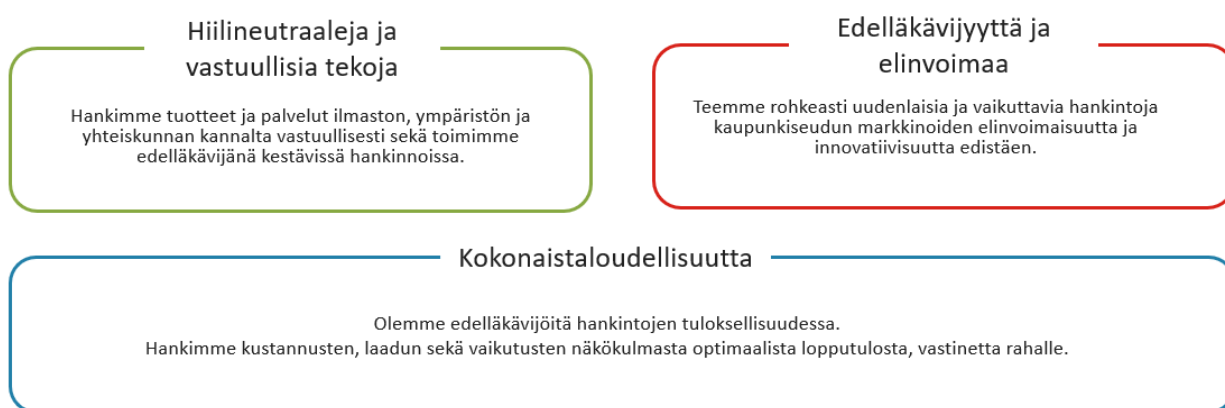 Hiilineutraaleja ja
vastuullisia tekoja
Hankimme tuotteet ja palvelut ilmaston, ympäristön ja
yhteiskunnan kannalta vastuullisesti sekä toimimme
edelläkävijänä kestävissä hankinnoissa.
Edelläkävijyyttä ja
elinvoimaa
Teemme rohkeasti uudenlaisia ja vaikuttavia hankintoja
kaupunkiseudun markkinoiden elinvoimaisuutta ja
innovatiivisuutta edistäen.
Kokonaistaloudellisuutta
Olemme edelläkävijöitä hankintojen tuloksellisuudessa.
Hankimme kustannusten, laadun sekä vaikutusten näkökulmasta optimaalista lopputulosta, vastinetta rahalle.